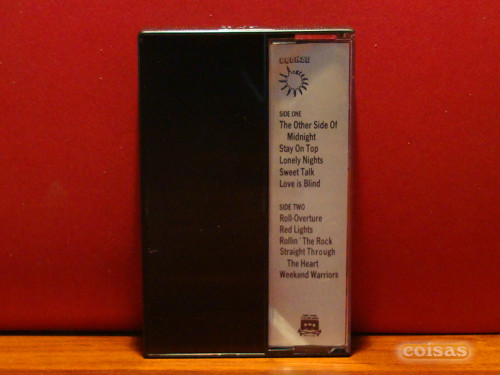 SIDE ONE
The Other Side Of
Midnight
Stay On Top
Lonely Nights
Sweet Talk
Love is Blind
SIDE TWO
Roll-Overture
Red Lights
Rollin' The Rock
Straight Through
The Heart
Weekend Warriors
coisas